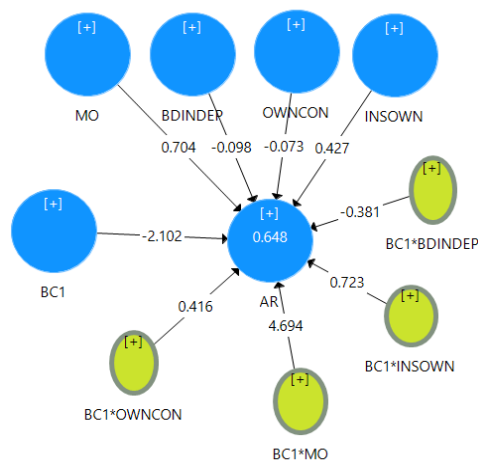 [+]
[+]
[+]
[+]
MO
BDINDEP
OWNCON
INSOWN
0.704
-0.098
-0.073
0.427
[+]
BC1
-2.102
[+]
0.648
AR
-0.381
[+]
BC1*BDINDEP
0.723
[+]
BC1*INSOWN
0.416
[+]
BC1*OWNCON
4.694
[+]
BC1*MO